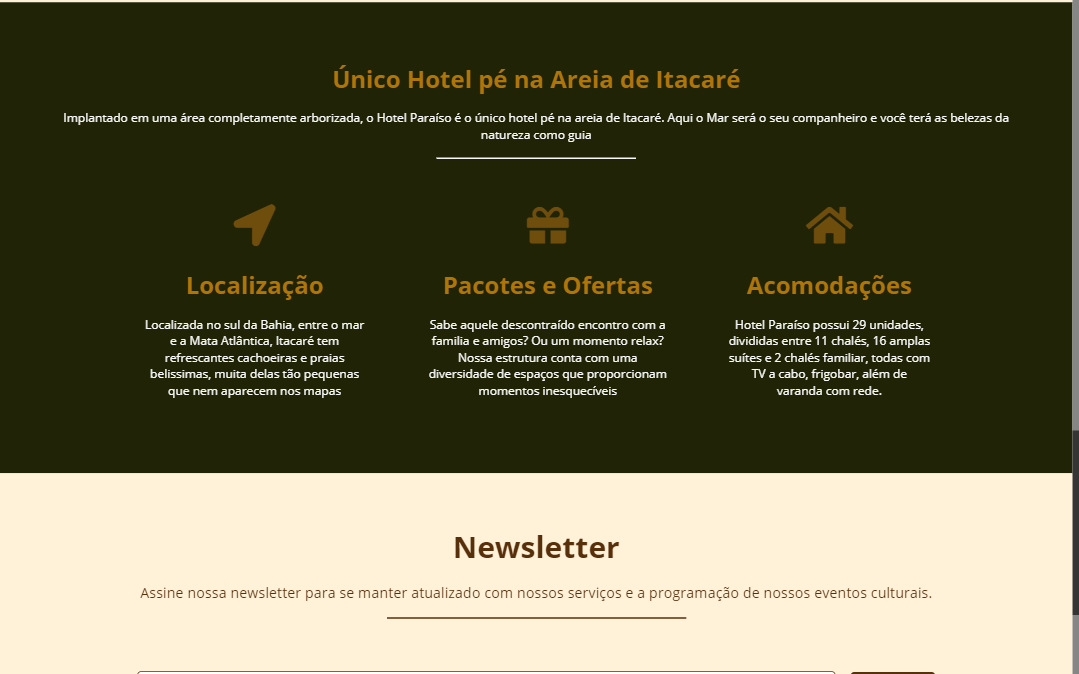 Único Hotel pé na Areia de Itacaré
Implantado em uma área completamente arborizada, o Hotel Paraíso é o único hotel pé na areia de Itacaré. Aqui o Mar será o seu companheiro e você terá as belezas da
natureza como guia
Localização
Localizada no sul da Bahia, entre o mar
e a Mata Atlântica, Itacaré tem
refrescantes cachoeiras e praias
belissimas, muita delas tão pequenas
que nem aparecem nos mapas
Pacotes e Ofertas
Sabe aquele descontraído encontro com a
familia e amigos? Ou um momento relax?
Nossa estrutura conta com uma
diversidade de espaços que proporcionam
momentos inesquecíveis
Acomodações
Hotel Paraíso possui 29 unidades,
divididas entre 11 chalés, 16 amplas
suítes e 2 chalés familiar, todas com
TV a cabo, frigobar, além de
varanda com rede.
Newsletter
Assine nossa newsletter para se manter atualizado com nossos serviços e a programação de nossos eventos culturais.